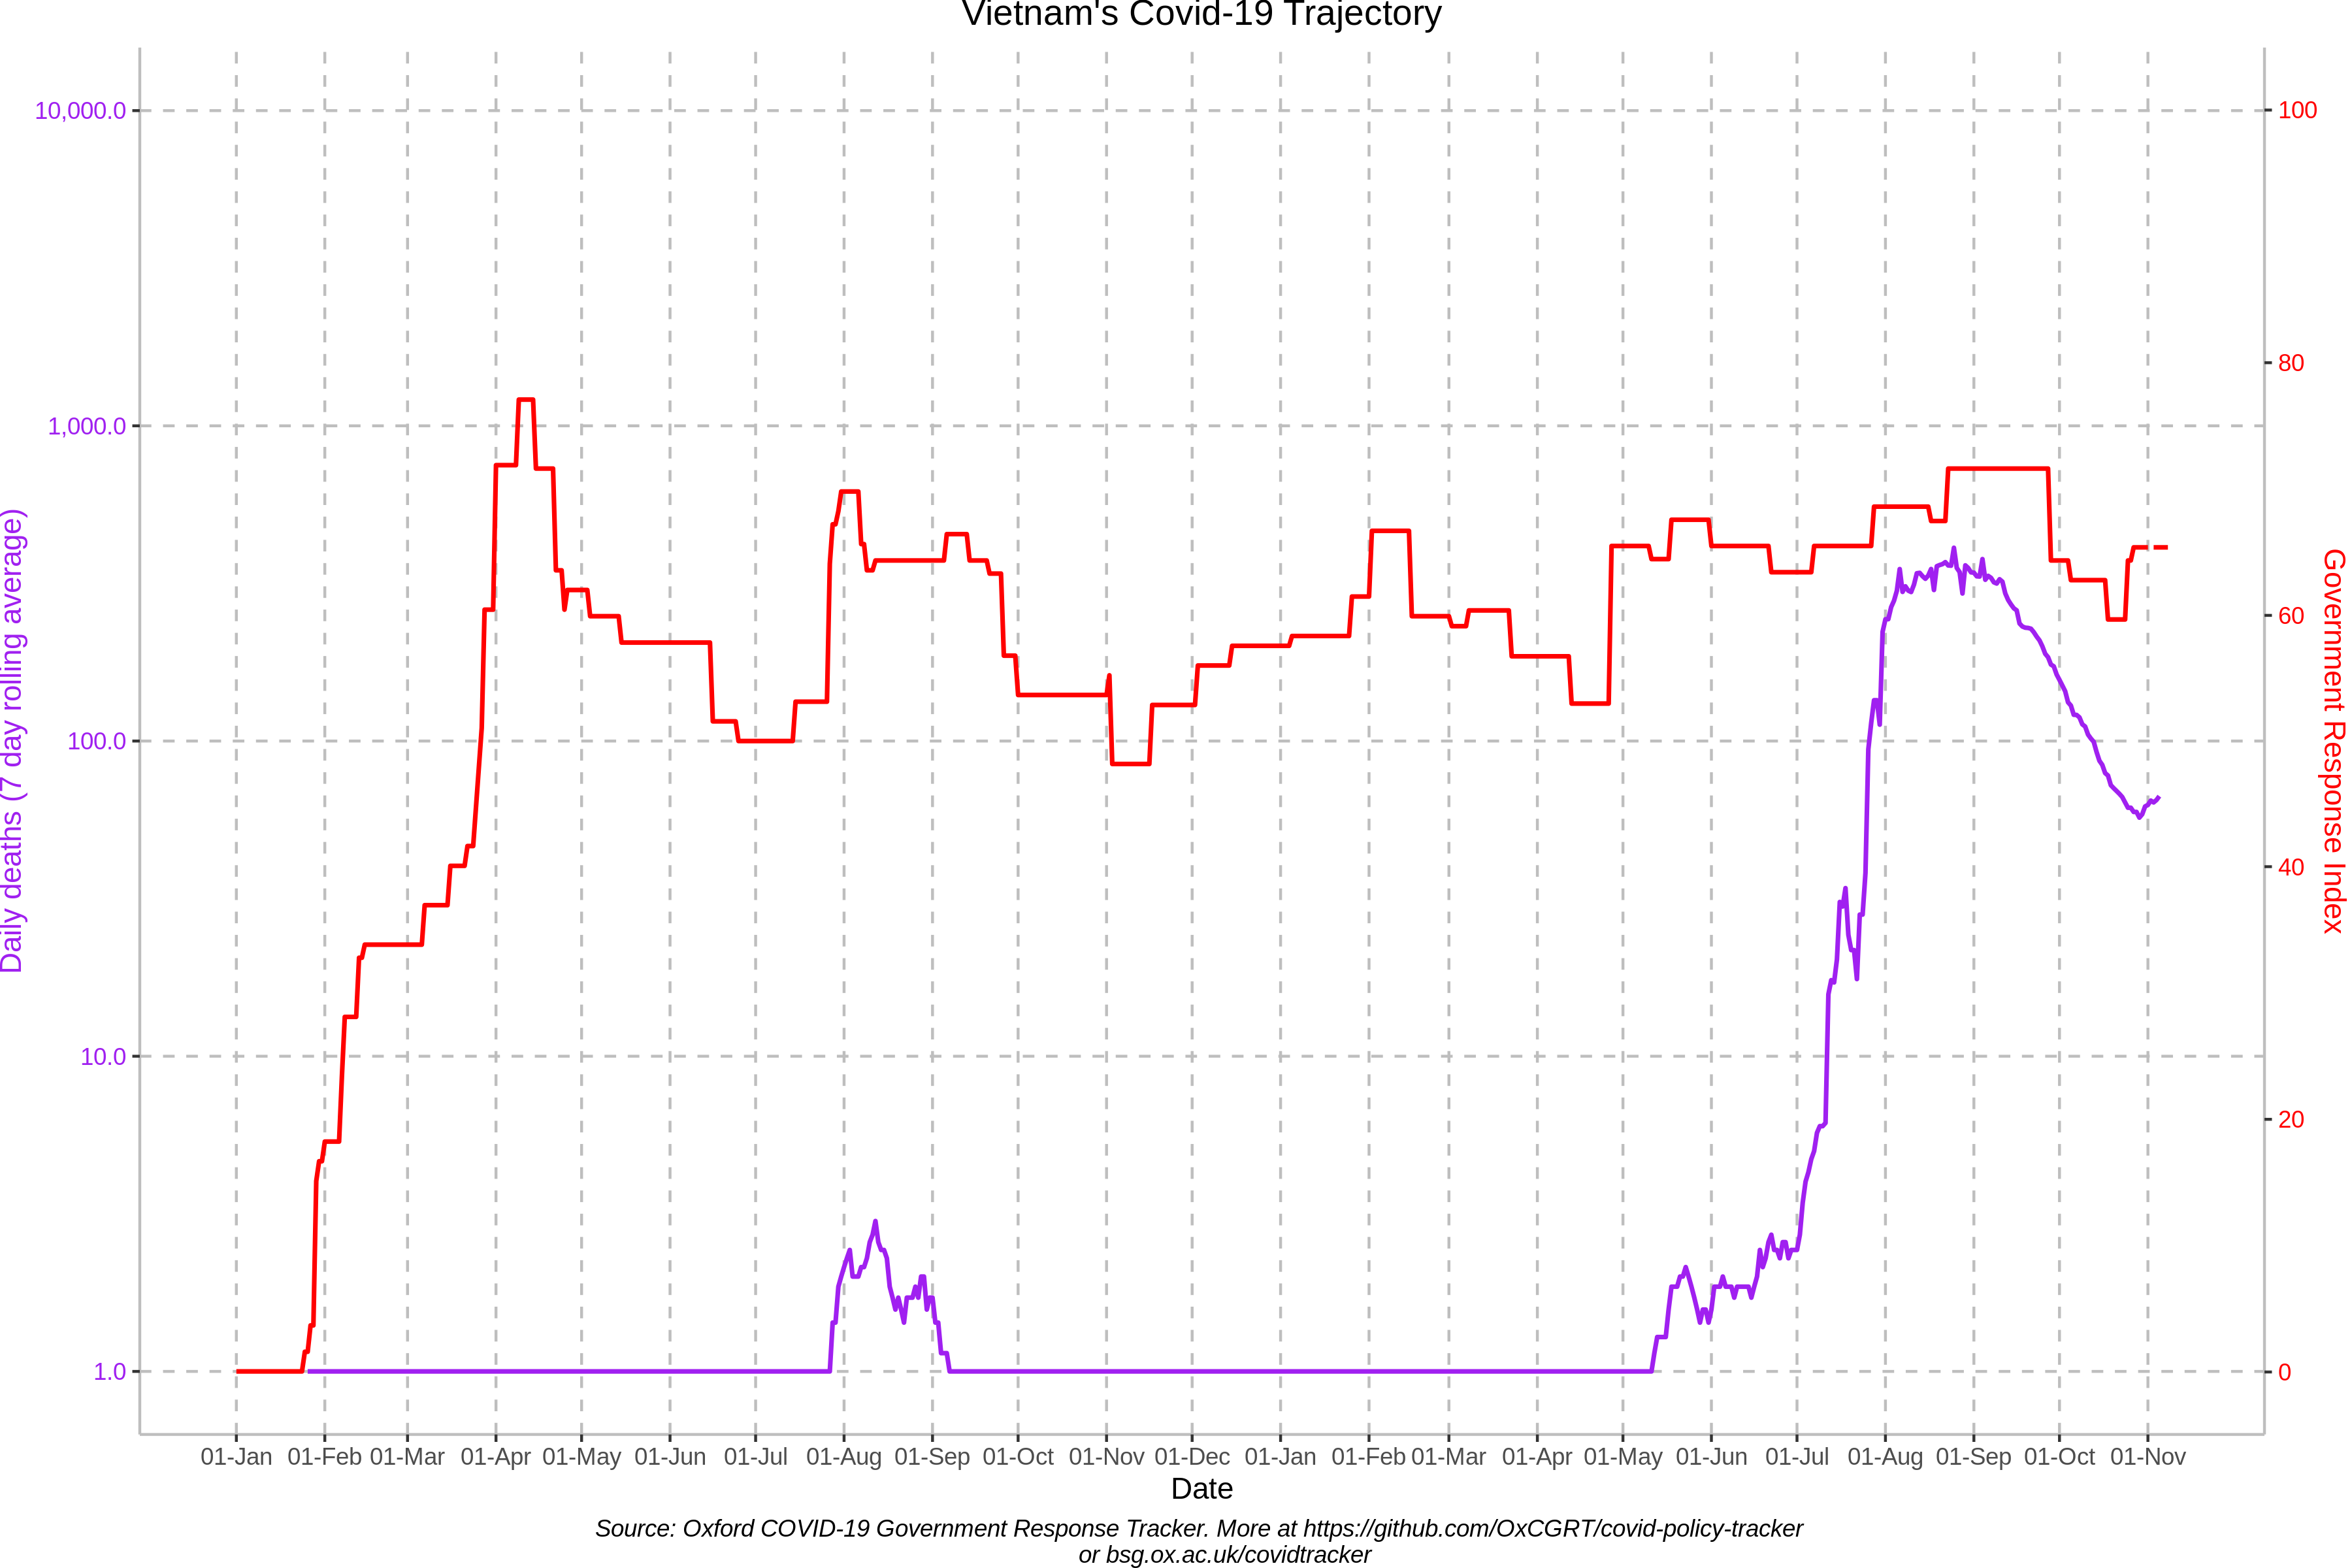 Vietnam's Covid-19 Trajectory
10,000.0
1,000.0
100.0
10.0
1.0
Daily deaths (7 day rolling average)
100
80
60
40
20
0
Government Response Index
01-Jan 01-Feb 01-Mar 01-Apr 01-May 01-Jun 01-Jul 01-Aug 01-Sep 01-Oct 01-Nov 01-Dec 01-Jan 01-Feb 01-Mar 01-Apr 01-May 01-Jun 01-Jul 01-Aug 01-Sep 01-Oct 01-Nov
Date
Source: Oxford COVID-19 Government Response Tracker. More at https://github.com/OxCGRT/covid-policy-tracker
or bsg.ox.ac.uk/covidtracker